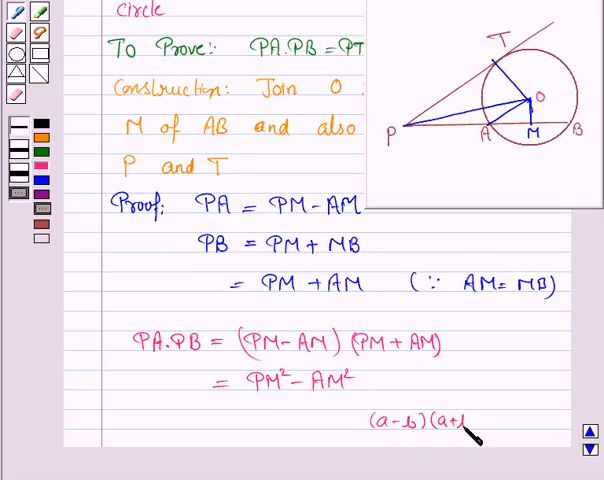 circle
To Prove: PA.PB = PT
Construction: Join O
M of AB and also
P and T
Proof: PA = PM - AM
PB = PM + MB
= PM + AM (∵ AM = MB)
PA.PB = (PM - AM) (PM + AM)
= PM² - AM²
(a - b) (a + b
T
O
P A M B